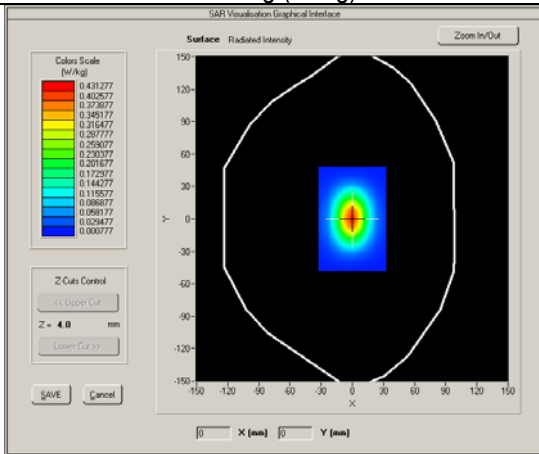 SAR Visualisation Graphical Interface
Surface Radiated Intensity
Zoom In/Out
Colors Scale
(W/kg)
0.431277
0.402577
0.373877
0.345177
0.316477
0.287777
0.259077
0.230377
0.201677
0.172977
0.144277
0.115577
0.086877
0.058177
0.029477
0.000777
150
120
90
60
30
0
-30
-60
-90
-120
-150
Y
-150 -120 -90 -60 -30 0 30 60 90 120 150
X
Z-Cuts Control
<< Upper Cut
Z = 4.0 mm
Lower Cut >>
SAVE Cancel
0 X (mm) 0 Y (mm)